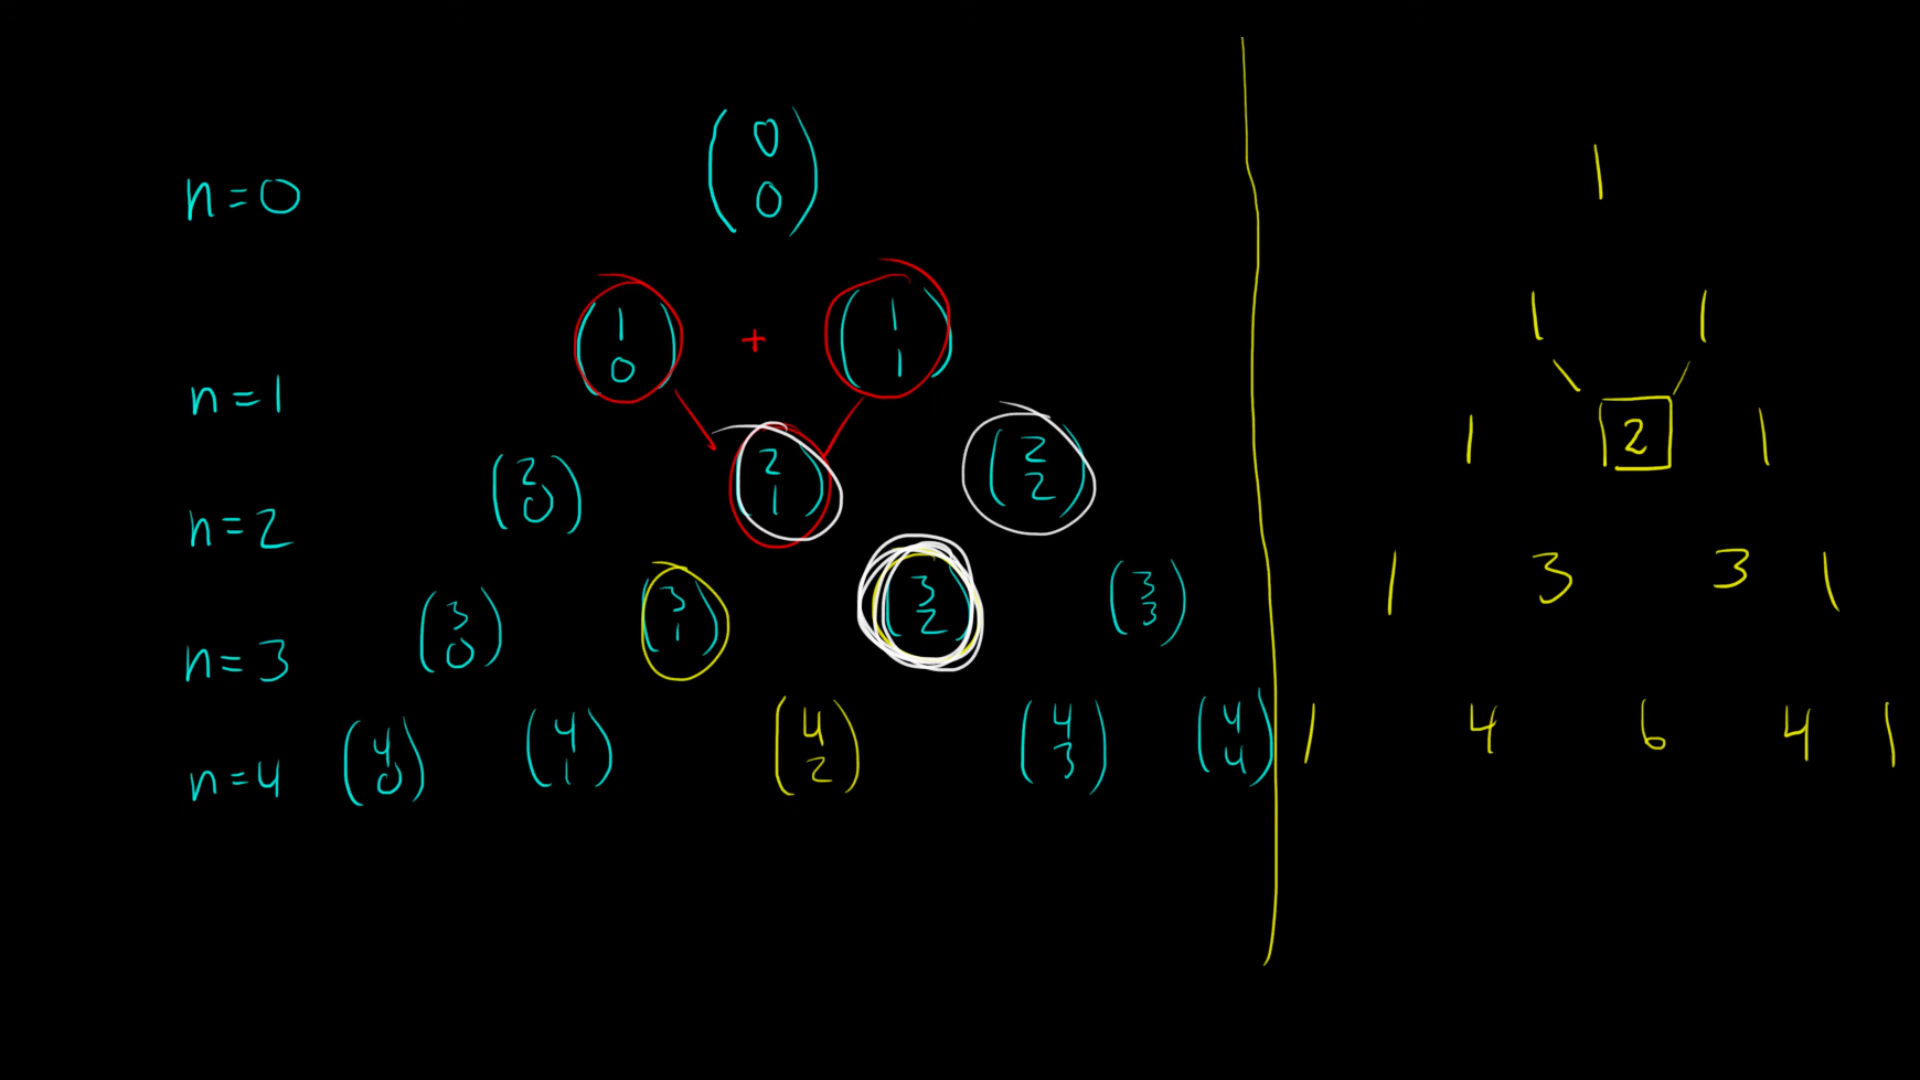 n=0 (0 0) 1
n=1 (1 0) + (1 1) 1 1
n=2 (2 0) (2 1) (2 2) 1 2 1
n=3 (3 0) (3 1) (3 2) (3 3) 1 3 3 1
n=4 (4 0) (4 1) (4 2) (4 3) (4 4) 1 4 6 4 1